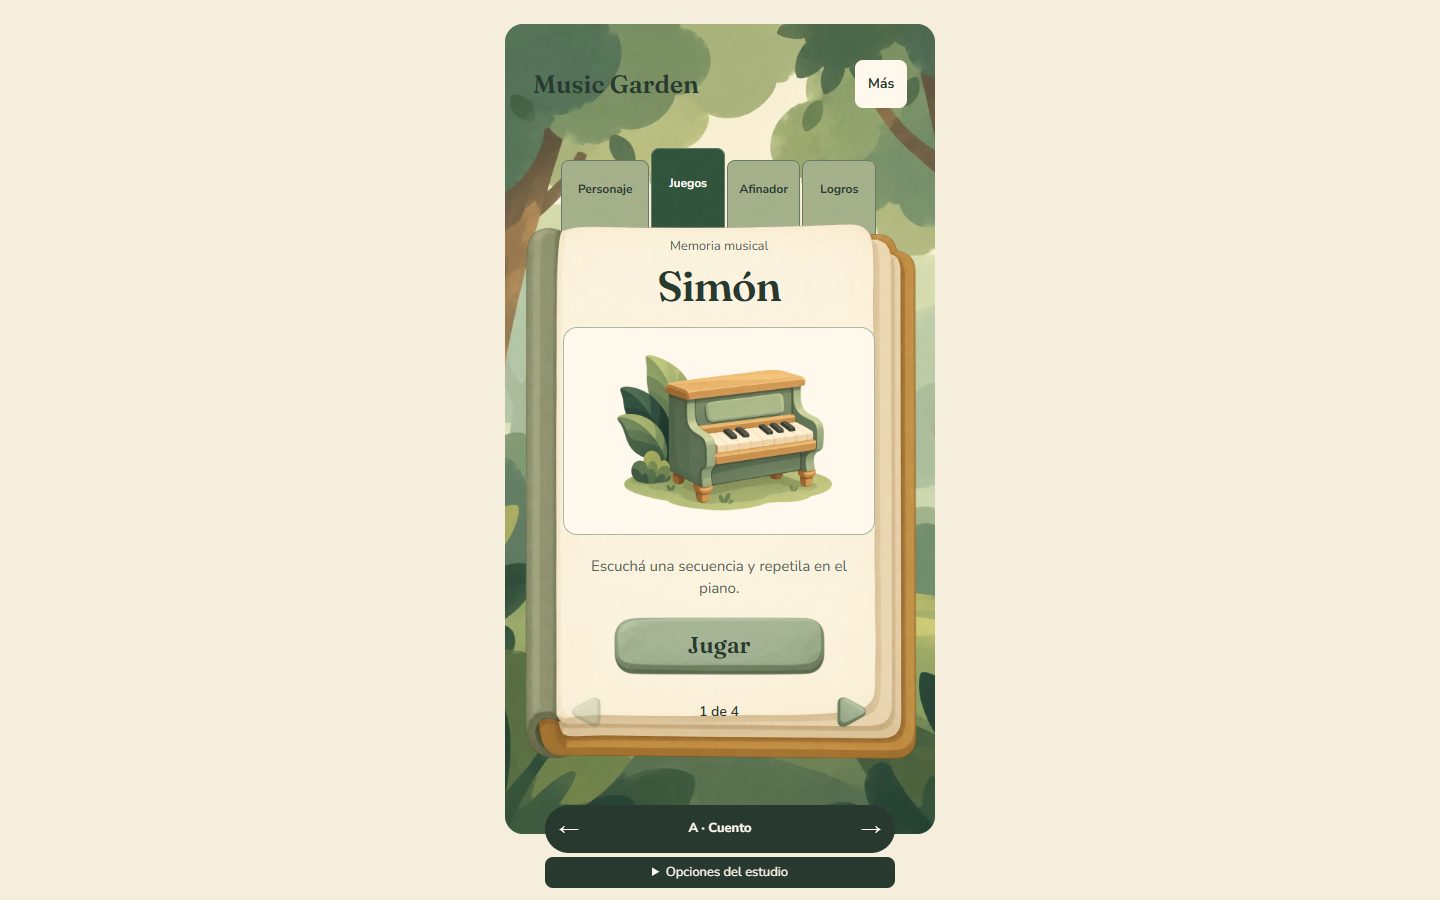 Music Garden
Más
Personaje
Juegos
Afinador
Logros
Memoria musical
Simón
Escuchá una secuencia y repetila en el
piano.
Jugar
1 de 4
← A · Cuento →
▶ Opciones del estudio